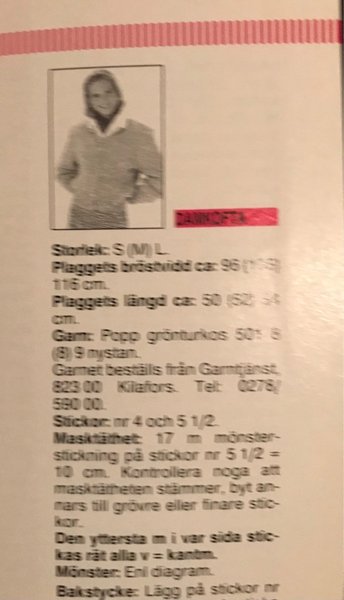 DAMKOFTA
Storlek: S (M) L.
Plaggets bröstvidd ca: 96
116 cm.
Plaggets längd ca: 50 (52) 54
cm.
Garn: Popp grönturkos 501
(8) 9 nystan.
Garnet beställs från Garntjänst,
823 00 Kilafors. Tel: 0278/
590 00.
Stickor: nr 4 och 5 1/2.
Masktäthet: 17 m mönster-
stickning på stickor nr 5 1/2 =
10 cm. Kontrollera noga att
masktätheten stämmer, byt an-
nars till grövre eller finare stic-
kor.
Den yttersta m i var sida stic-
kas rät alla v = kantm.
Mönster: Enl diagram.
Bakstycke: Lägg på stickor nr